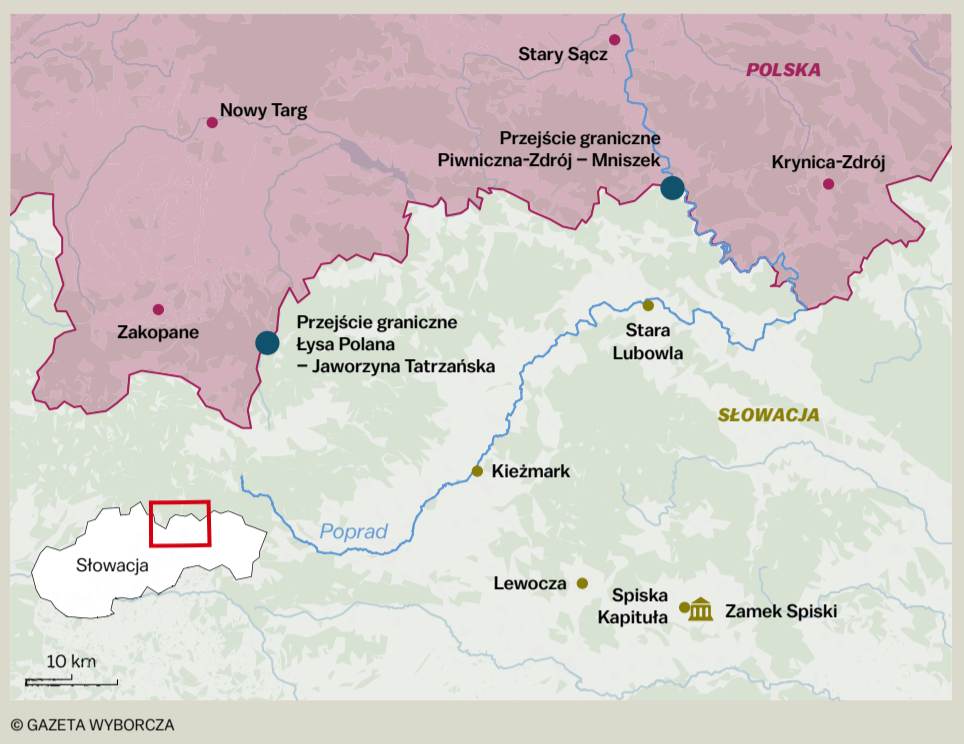 Stary Sącz
POLSKA
Nowy Targ
Przejście graniczne
Piwniczna-Zdrój – Mniszek
Krynica-Zdrój
Zakopane
Przejście graniczne
Łysa Polana
– Jaworzyna Tatrzańska
Stara
Lubowla
SŁOWACJA
Kieżmark
Poprad
Słowacja
Lewocza
Spiska
Kapituła
Zamek Spiski
10 km
© GAZETA WYBORCZA